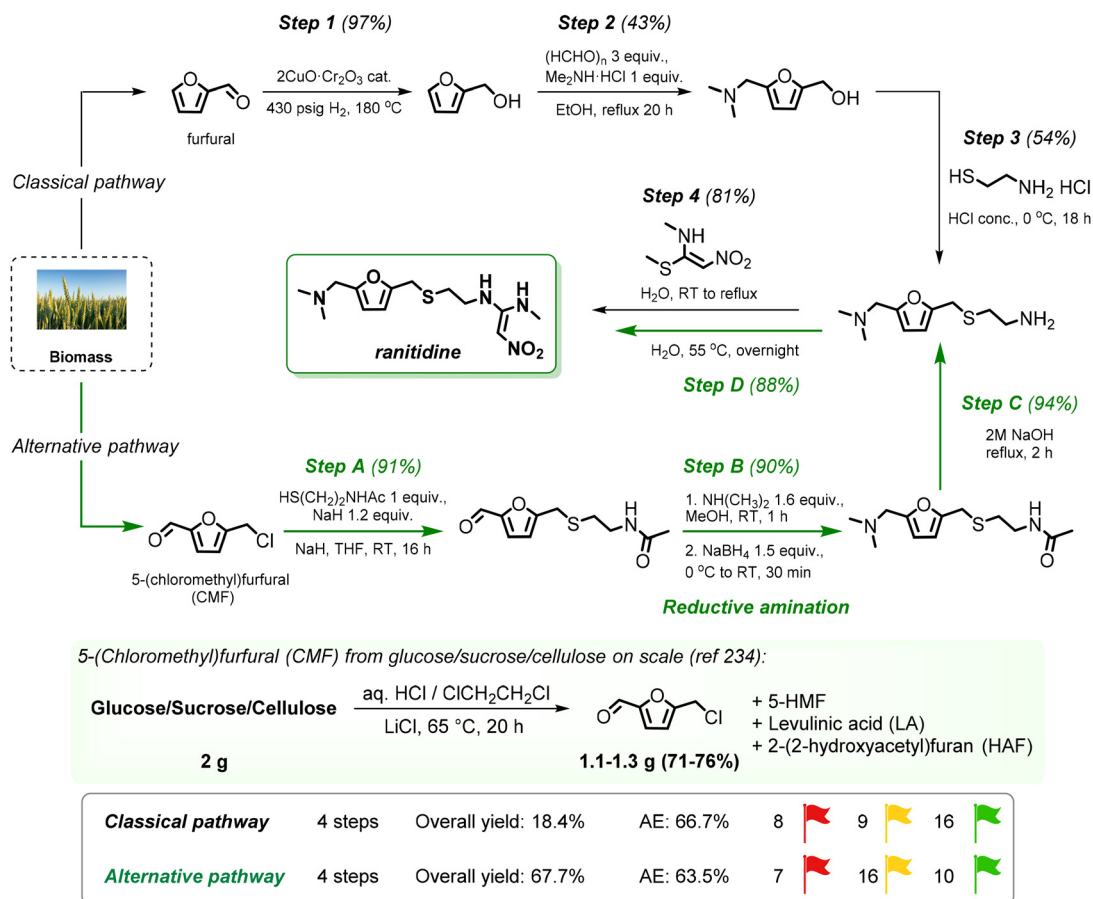 Step 1 (97%)
2CuO·Cr2O3 cat.
430 psig H2, 180 °C
O
O
furfural
O
OH
Step 2 (43%)
(HCHO)n 3 equiv.,
Me2NH·HCl 1 equiv.
EtOH, reflux 20 h
N
O
OH
Classical pathway
Step 3 (54%)
HS
NH2 HCl
HCl conc., 0 °C, 18 h
Step 4 (81%)
NH
S
NO2
H2O, RT to reflux
Biomass
N
O
S
H
N
H
N
NO2
ranitidine
N
O
S
NH2
H2O, 55 °C, overnight
Step D (88%)
Step C (94%)
2M NaOH
reflux, 2 h
Alternative pathway
O
O
Cl
5-(chloromethyl)furfural
(CMF)
Step A (91%)
HS(CH2)2NHAc 1 equiv.,
NaH 1.2 equiv.
NaH, THF, RT, 16 h
O
O
S
H
N
O
Step B (90%)
1. NH(CH3)2 1.6 equiv.,
MeOH, RT, 1 h
2. NaBH4 1.5 equiv.,
0 °C to RT, 30 min
Reductive amination
N
O
S
H
N
O
5-(Chloromethyl)furfural (CMF) from glucose/sucrose/cellulose on scale (ref 234):
Glucose/Sucrose/Cellulose
2 g
aq. HCl / ClCH2CH2Cl
LiCl, 65 °C, 20 h
O
O
Cl
1.1-1.3 g (71-76%)
+ 5-HMF
+ Levulinic acid (LA)
+ 2-(2-hydroxyacetyl)furan (HAF)
Classical pathway 4 steps Overall yield: 18.4% AE: 66.7% 8 9 16
Alternative pathway 4 steps Overall yield: 67.7% AE: 63.5% 7 16 10